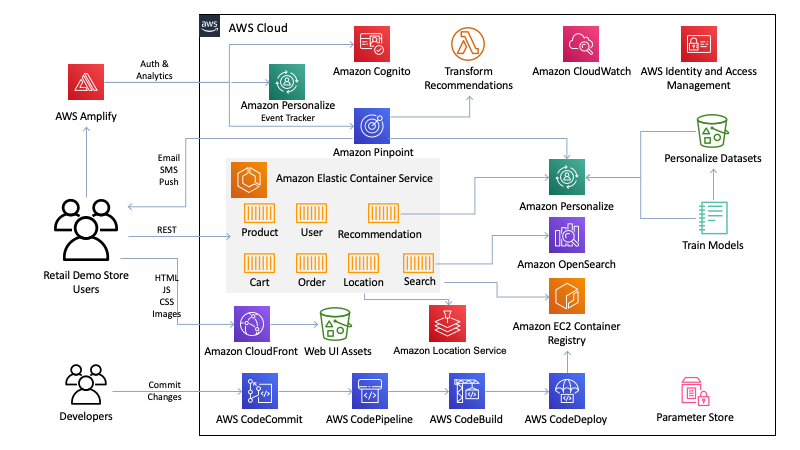 aws
AWS Cloud
Auth &
Analytics
Amazon Cognito
Transform
Recommendations
Amazon CloudWatch
AWS Identity and Access
Management
AWS Amplify
Amazon Personalize
Event Tracker
Amazon Pinpoint
Email
SMS
Push
Personalize Datasets
Amazon Elastic Container Service
Amazon Personalize
Product
User
Recommendation
REST
Train Models
Retail Demo Store
Users
Cart
Order
Location
Search
Amazon OpenSearch
HTML
JS
CSS
Images
Amazon CloudFront
Web UI Assets
Amazon Location Service
Amazon EC2 Container
Registry
Developers
Commit
Changes
AWS CodeCommit
AWS CodePipeline
AWS CodeBuild
AWS CodeDeploy
Parameter Store